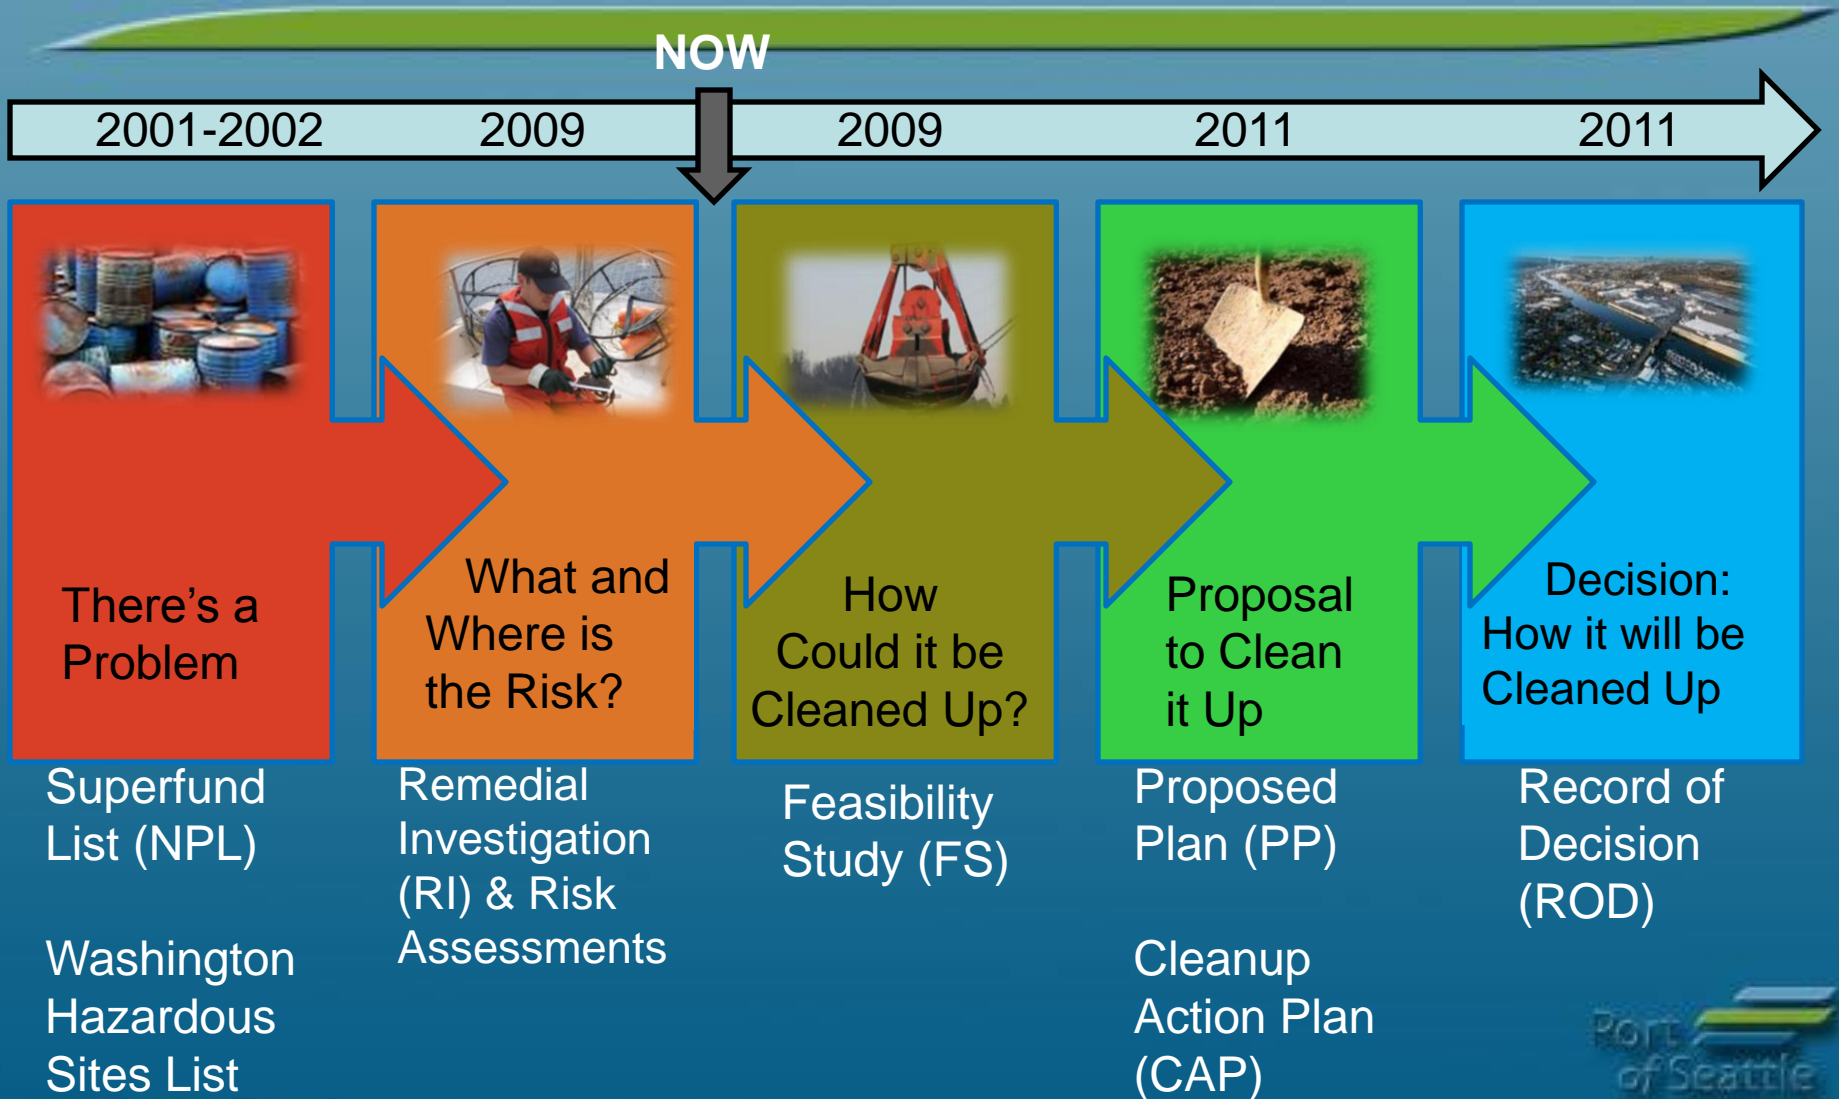 NOW
2001-2002
2009
2009
2011
2011
There’s a
Problem
What and
Where is
the Risk?
How
Could it be
Cleaned Up?
Proposal
to Clean
it Up
Decision:
How it will be
Cleaned Up
Superfund
List (NPL)
Washington
Hazardous
Sites List
Remedial
Investigation
(RI) & Risk
Assessments
Feasibility
Study (FS)
Proposed
Plan (PP)
Cleanup
Action Plan
(CAP)
Record of
Decision
(ROD)
Port
of Seattle